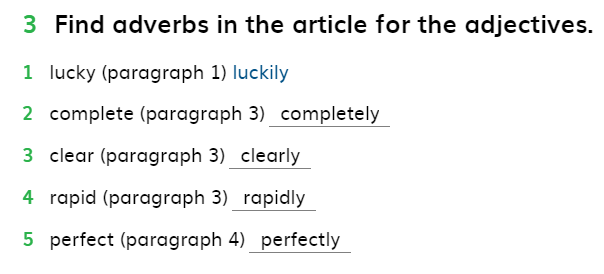 3 Find adverbs in the article for the adjectives.
1 lucky (paragraph 1) luckily
2 complete (paragraph 3) completely
3 clear (paragraph 3) clearly
4 rapid (paragraph 3) rapidly
5 perfect (paragraph 4) perfectly